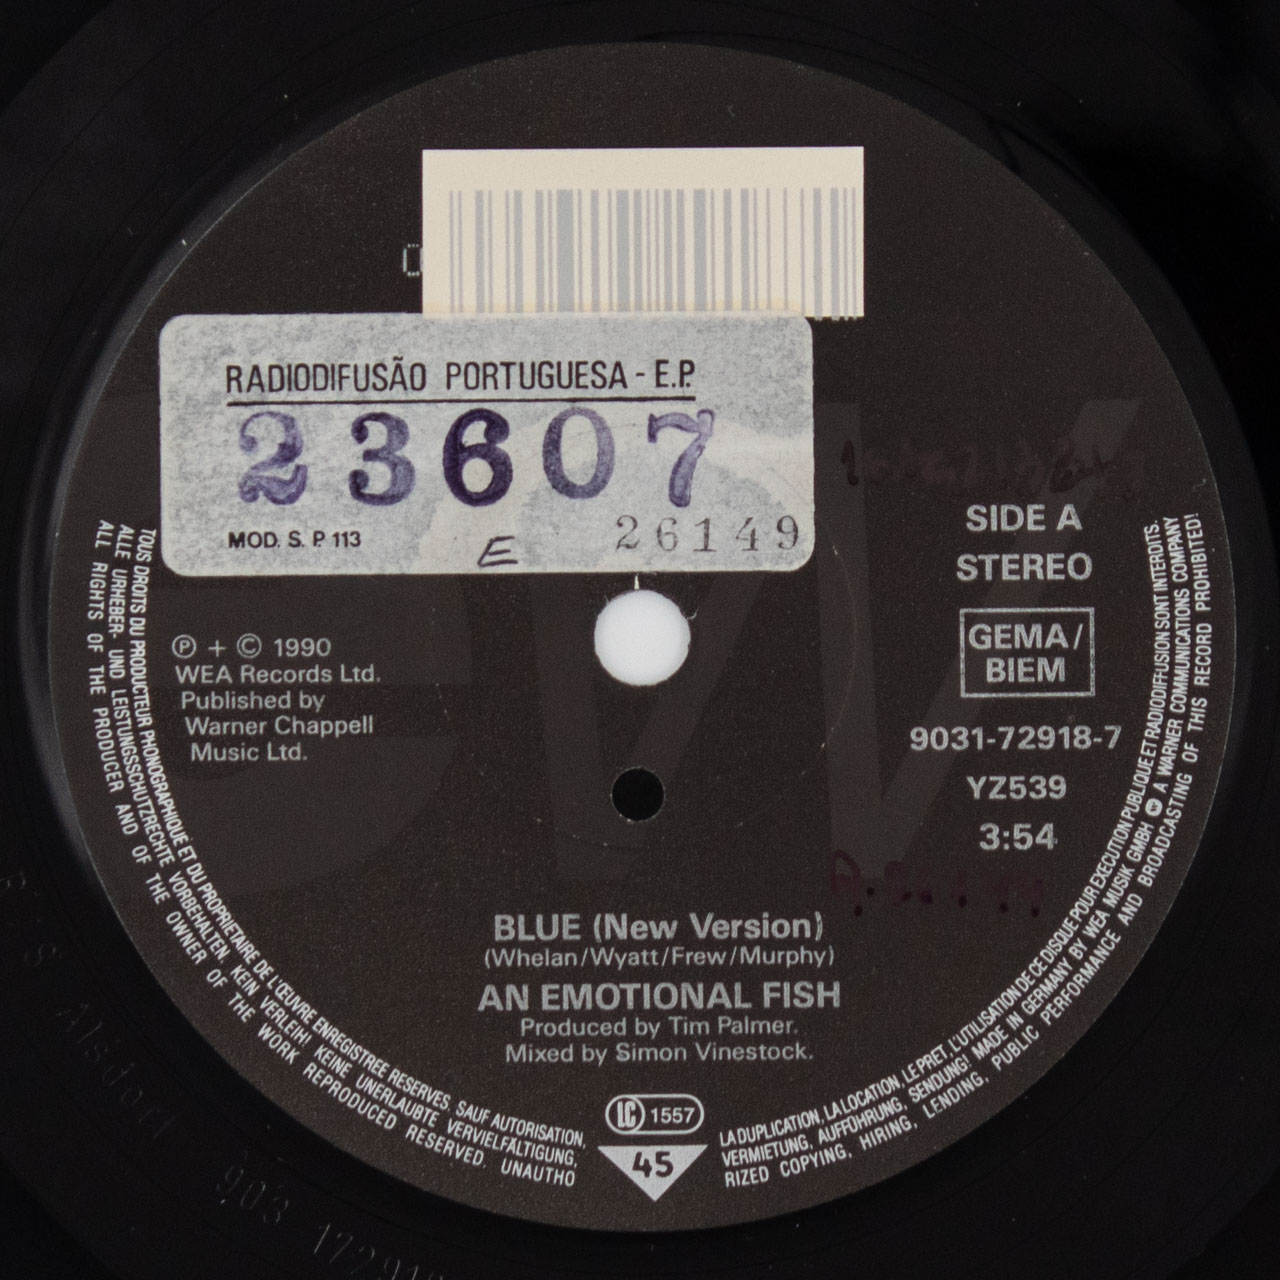 RADIODIFUSÃO PORTUGUESA - E.P.
23607
MOD. S. P. 113
E
26149
SIDE A
STEREO
GEMA/
BIEM
9031-72918-7
YZ539
3:54
℗ + © 1990
WEA Records Ltd.
Published by
Warner Chappell
Music Ltd.
BLUE (New Version)
(Whelan/Wyatt/Frew/Murphy)
AN EMOTIONAL FISH
Produced by Tim Palmer.
Mixed by Simon Vinestock.
LC 1557
45
TOUS DROITS DU PRODUCTEUR PHONOGRAPHIQUE ET DU PROPRIETAIRE DE L'ŒUVRE ENREGISTREE RESERVES, SAUF AUTORISATION, LA DUPLICATION, LA LOCATION, LE PRET, L'UTILISATION DE CE DISQUE POUR EXECUTION PUBLIQUE ET RADIODIFFUSION SONT INTERDITS.
ALLE URHEBER- UND LEISTUNGSSCHUTZRECHTE VORBEHALTEN. KEIN VERLEIH! KEINE UNERLAUBTE VERVIELFÄLTIGUNG, VERMIETUNG, AUFFÜHRUNG, SENDUNG! MADE IN GERMANY BY WEA MUSIK GMBH A WARNER COMMUNICATIONS COMPANY
ALL RIGHTS OF THE PRODUCER AND OF THE OWNER OF THE WORK REPRODUCED RESERVED. UNAUTHORIZED COPYING, HIRING, LENDING, PUBLIC PERFORMANCE AND BROADCASTING OF THIS RECORD PROHIBITED!
Alsdorf